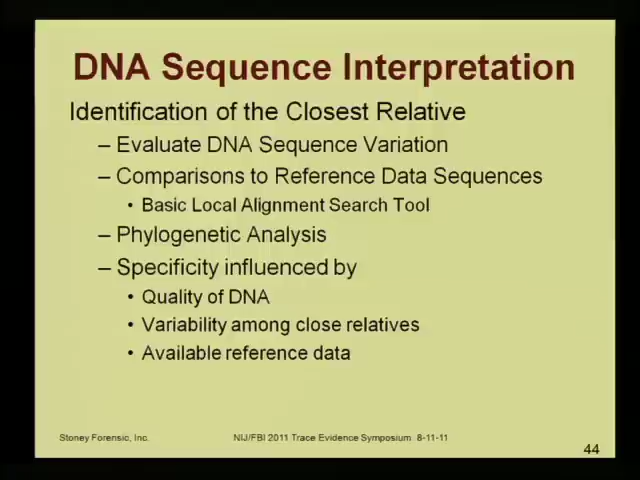 DNA Sequence Interpretation
Identification of the Closest Relative
– Evaluate DNA Sequence Variation
– Comparisons to Reference Data Sequences
• Basic Local Alignment Search Tool
– Phylogenetic Analysis
– Specificity influenced by
• Quality of DNA
• Variability among close relatives
• Available reference data
Stoney Forensic, Inc. NIJ/FBI 2011 Trace Evidence Symposium 8-11-11
44